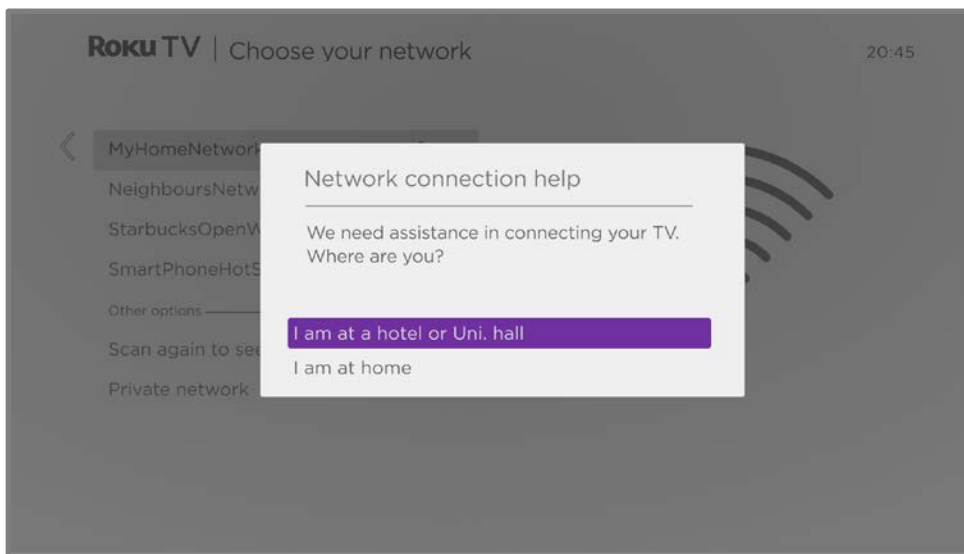 Roku TV | Choose your network
20:45
MyHomeNetwork
Network connection help
NeighboursNetw
We need assistance in connecting your TV.
StarbucksOpenW
Where are you?
SmartPhoneHotS
Other options
I am at a hotel or Uni. hall
Scan again to see
I am at home
Private network